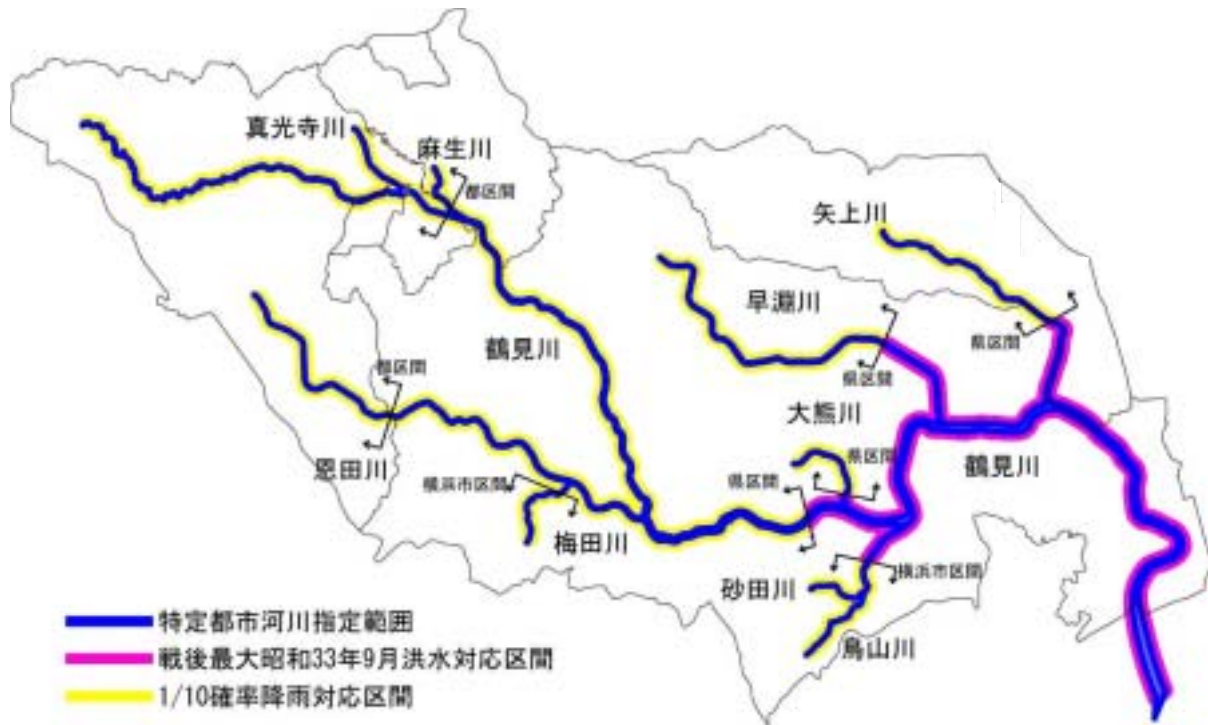 真光寺川
麻生川
都区間
矢上川
早淵川
県区間
鶴見川
県区間
都区間
大熊川
県区間
鶴見川
恩田川
横浜市区間
県区間
梅田川
横浜市区間
砂田川
鳥山川
特定都市河川指定範囲
戦後最大昭和33年9月洪水対応区間
1/10確率降雨対応区間